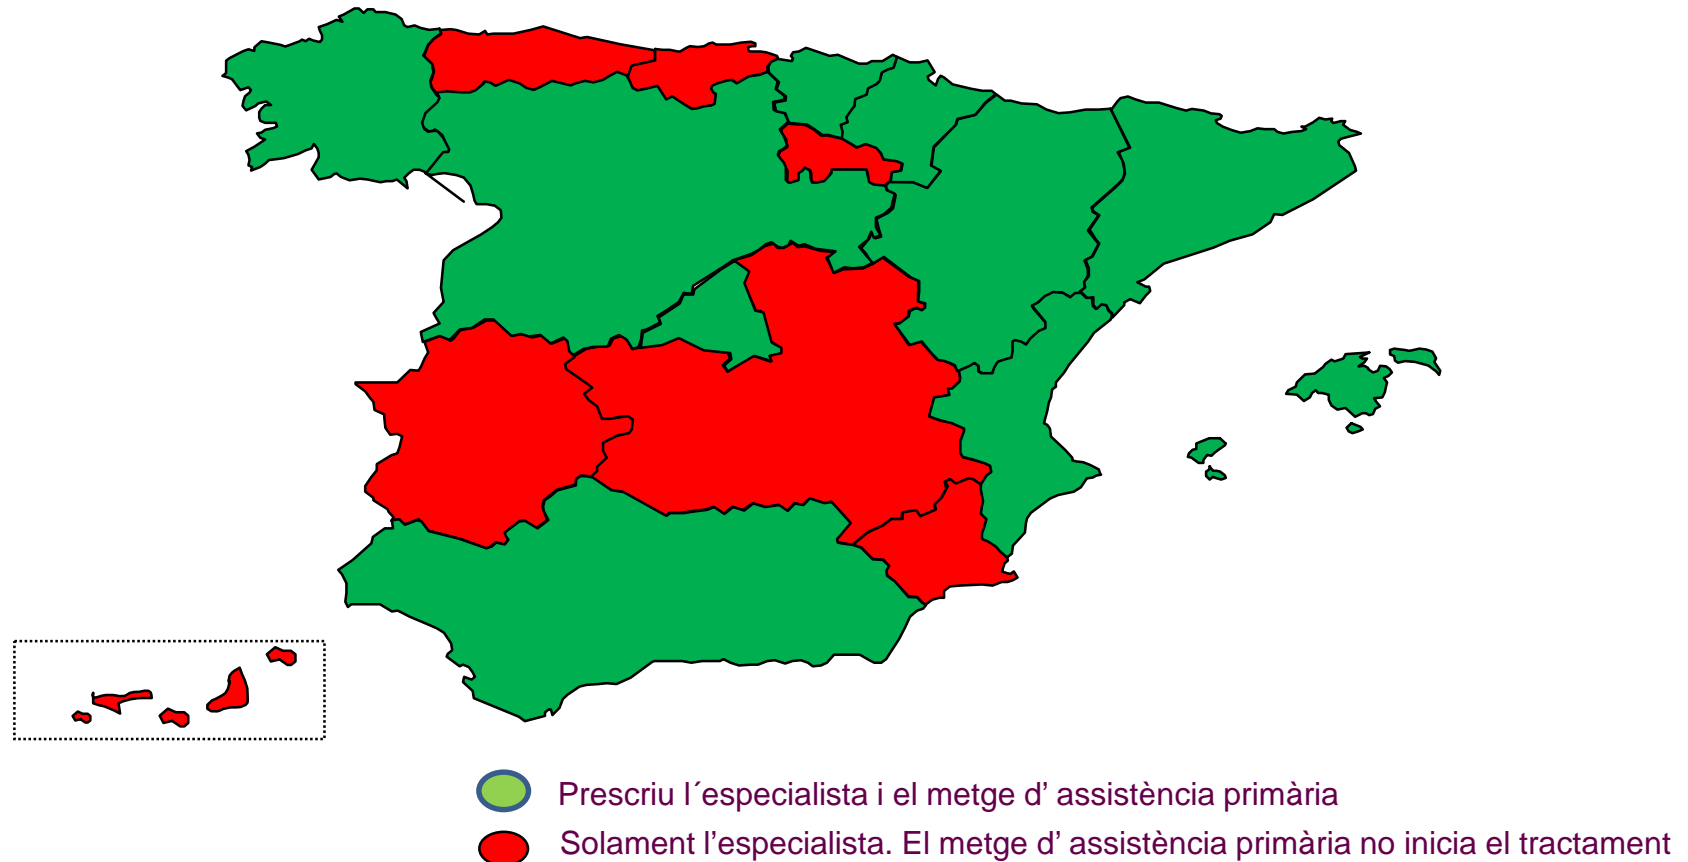 Prescriu l´especialista i el metge d’ assistència primària
Solament l’especialista. El metge d’ assistència primària no inicia el tractament